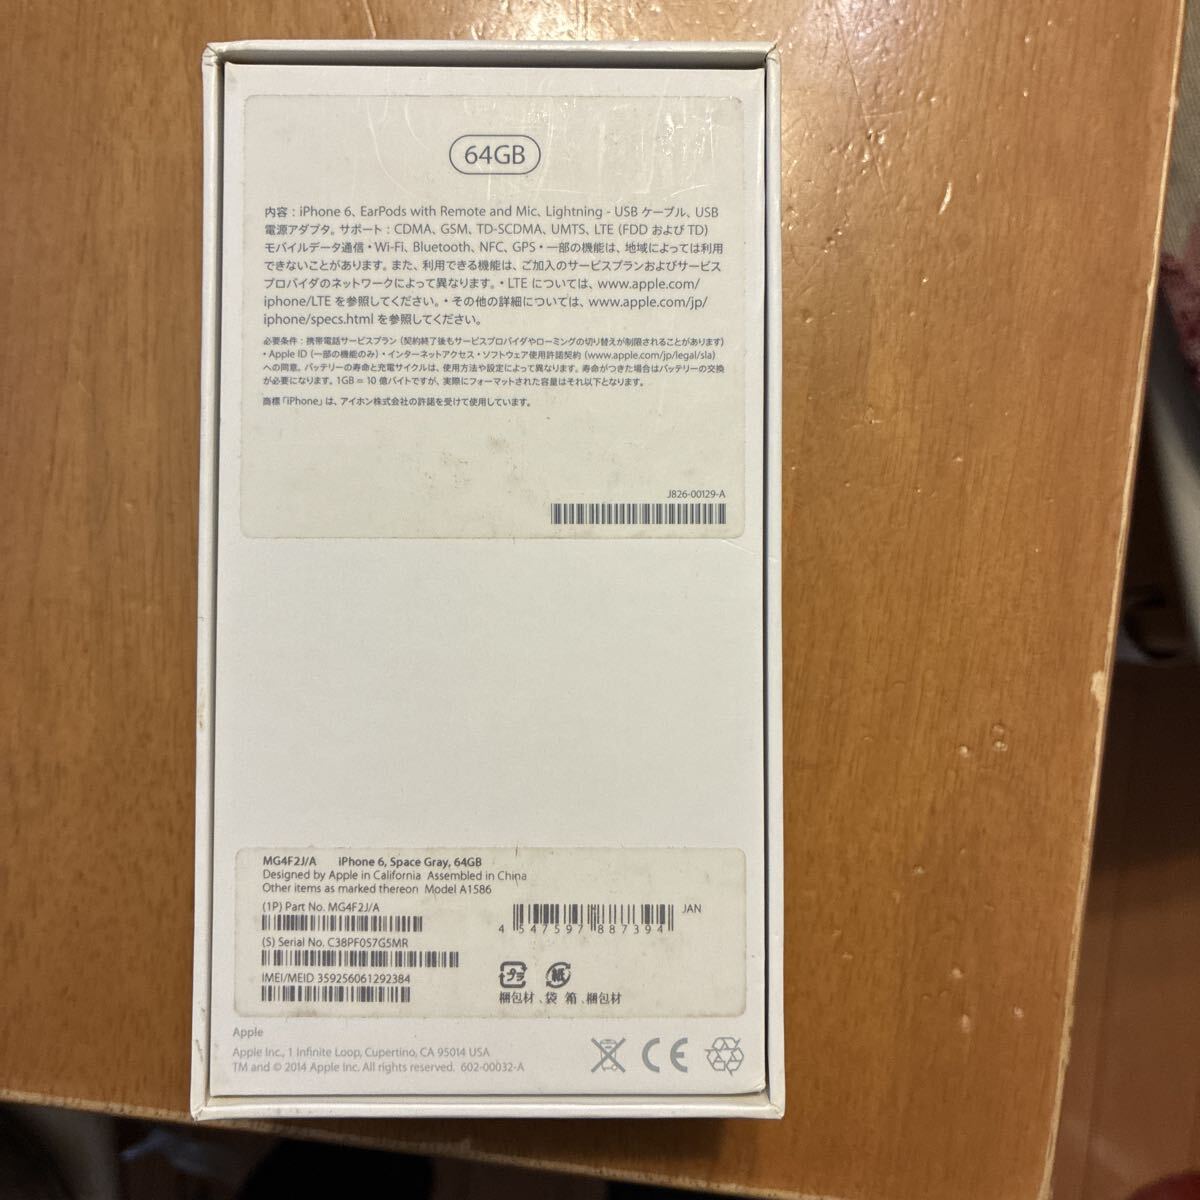 64GB
内容：iPhone 6、EarPods with Remote and Mic、Lightning - USB ケーブル、USB
電源アダプタ。サポート：CDMA、GSM、TD-SCDMA、UMTS、LTE (FDD および TD)
モバイルデータ通信・Wi-Fi、Bluetooth、NFC、GPS・一部の機能は、地域によっては利用
できないことがあります。また、利用できる機能は、ご加入のサービスプランおよびサービス
プロバイダのネットワークによって異なります。・LTE については、www.apple.com/
iphone/LTE を参照してください。・その他の詳細については、www.apple.com/jp/
iphone/specs.html を参照してください。
必要条件：携帯電話サービスプラン（契約終了後もサービスプロバイダやローミングの切り替えが制限されることがあります）
・Apple ID（一部の機能のみ）・インターネットアクセス・ソフトウェア使用許諾契約 (www.apple.com/jp/legal/sla)
への同意。バッテリーの寿命と充電サイクルは、使用方法や設定によって異なります。寿命がつきた場合はバッテリーの交換
が必要になります。1GB = 10 億バイトですが、実際にフォーマットされた容量はそれ以下となります。
商標「iPhone」は、アイホン株式会社の許諾を受けて使用しています。
J826-00129-A
MG4F2J/A iPhone 6, Space Gray, 64GB
Designed by Apple in California Assembled in China
Other items as marked thereon Model A1586
(1P) Part No. MG4F2J/A
JAN
4 547597 887394
(S) Serial No. C38PF0S7G5MR
IMEI/MEID 359256061292384
プラ 紙
梱包材、袋 箱、梱包材
Apple
Apple Inc., 1 Infinite Loop, Cupertino, CA 95014 USA
TM and © 2014 Apple Inc. All rights reserved. 602-00032-A
CE